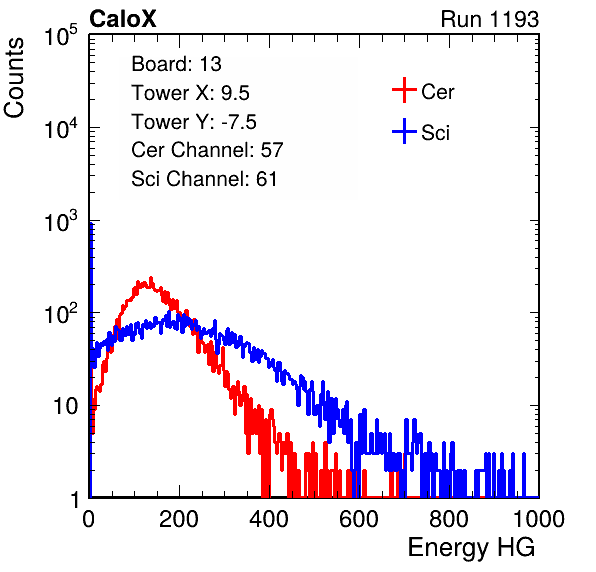 CaloX Run 1193
Counts
10^5
10^4
10^3
10^2
10
1
Board: 13
Tower X: 9.5
Tower Y: -7.5
Cer Channel: 57
Sci Channel: 61
Cer
Sci
0 200 400 600 800 1000
Energy HG